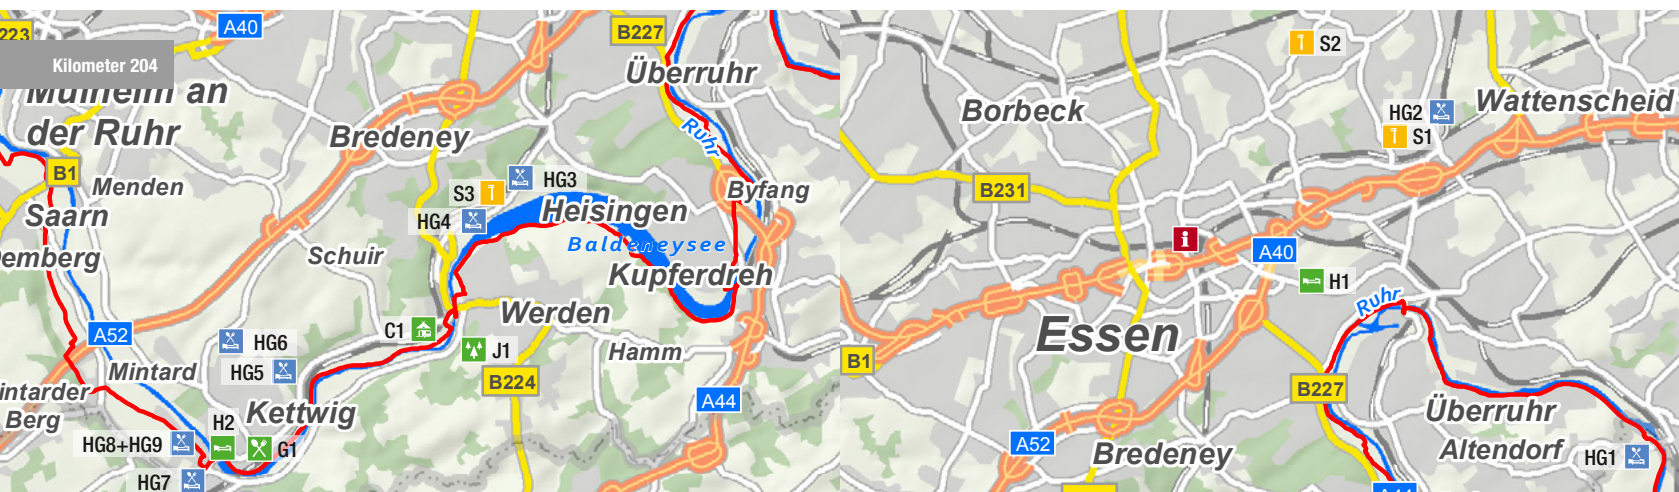 223
A40
B227
Kilometer 204
Mülheim an
der Ruhr
Überruhr
Bredeney
Ruhr
B1
Menden
Saarn
S3
HG3
Byfang
HG4
Heisingen
Baldeneysee
Schuir
Kupferdreh
Werden
C1
A52
HG6
J1
Hamm
HG5
Mintard
B224
A44
Berg
Kettwig
H2
HG8+HG9
G1
HG7
S2
Borbeck
HG2
Wattenscheid
S1
B231
A40
H1
Ruhr
Essen
B1
B227
Überruhr
A52
Bredeney
Altendorf
HG1
A44